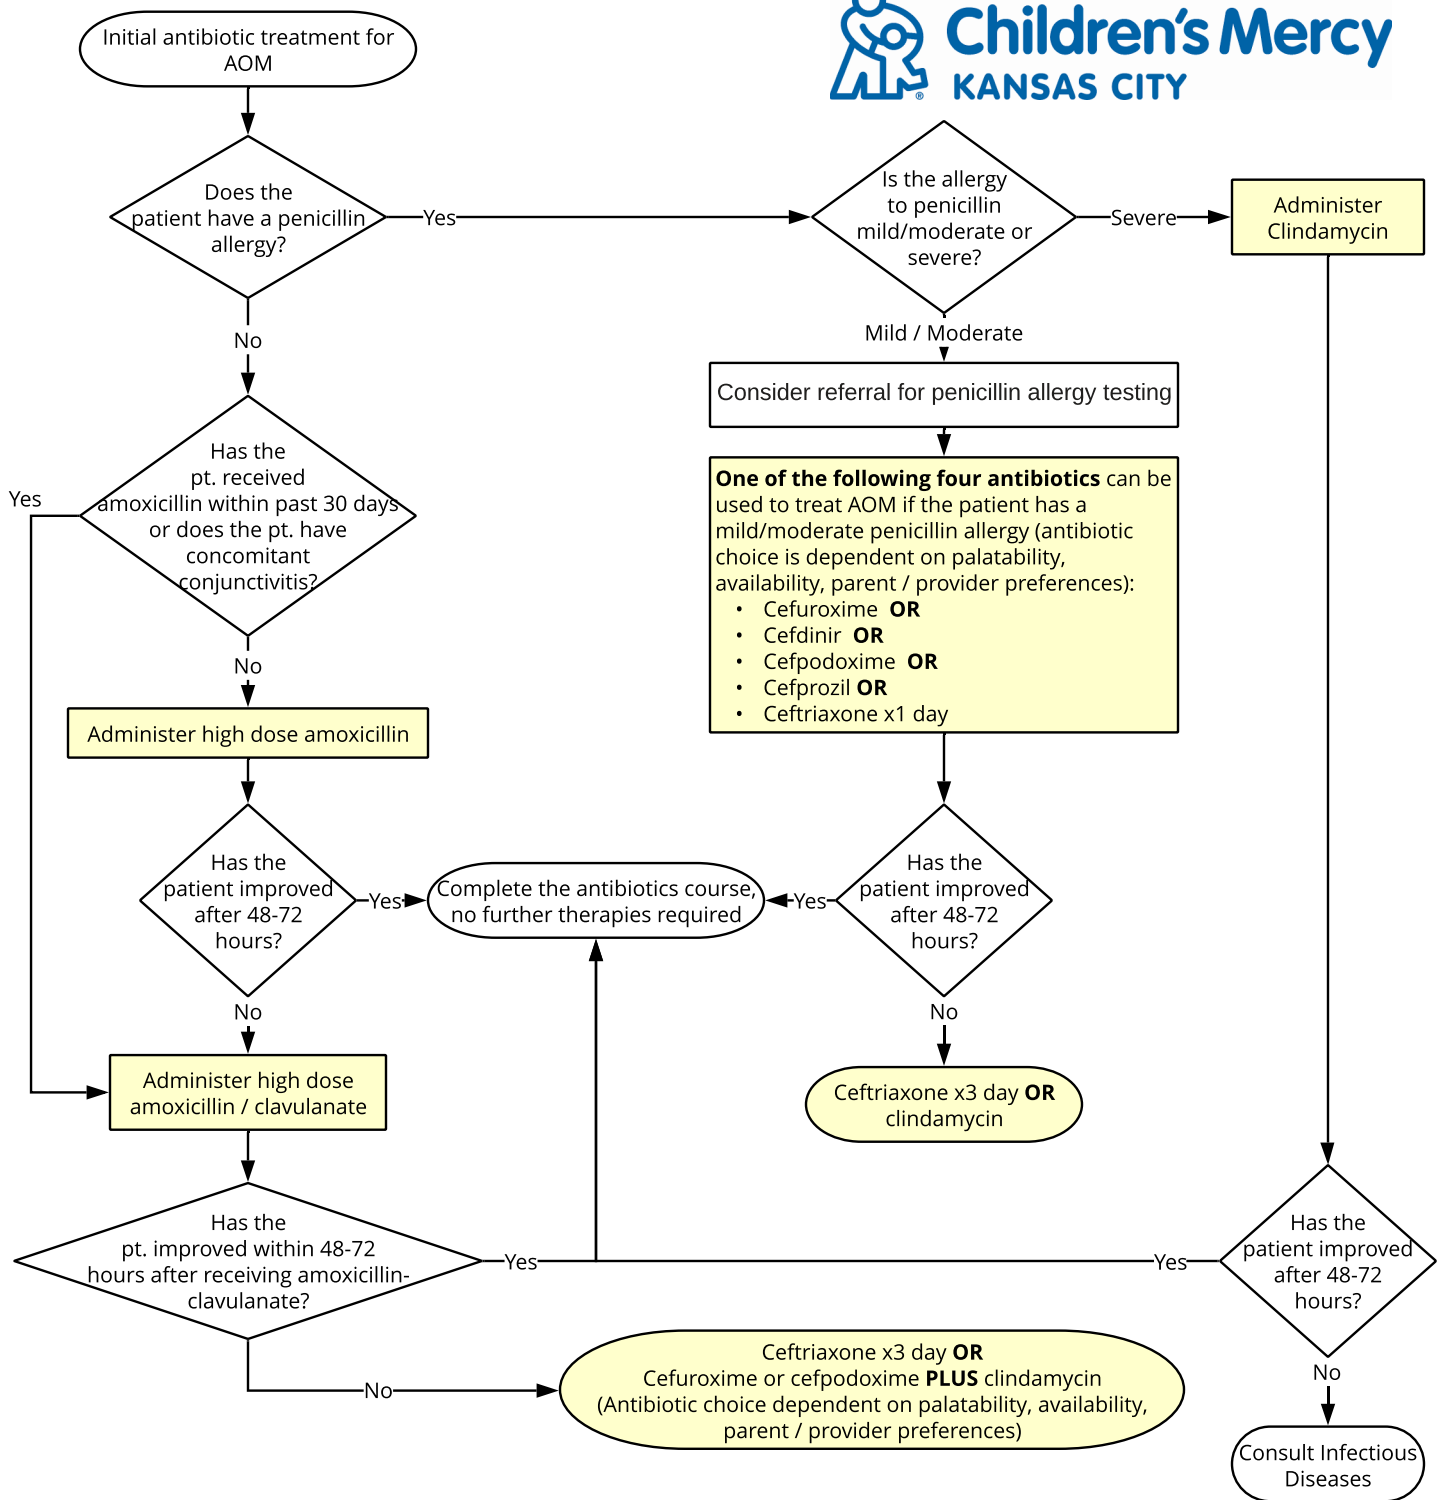 Children's Mercy
KANSAS CITY
®
Initial antibiotic treatment for
AOM
Does the
patient have a penicillin
allergy?
Yes
Is the allergy
to penicillin
mild/moderate or
severe?
Severe
Administer
Clindamycin
No
Mild / Moderate
Consider referral for penicillin allergy testing
Has the
pt. received
amoxicillin within past 30 days
or does the pt. have
concomitant
conjunctivitis?
Yes
One of the following four antibiotics can be
used to treat AOM if the patient has a
mild/moderate penicillin allergy (antibiotic
choice is dependent on palatability,
availability, parent / provider preferences):
• Cefuroxime OR
• Cefdinir OR
• Cefpodoxime OR
• Cefprozil OR
• Ceftriaxone x1 day
No
Administer high dose amoxicillin
Has the
patient improved
after 48-72
hours?
Yes
Complete the antibiotics course,
no further therapies required
Yes
Has the
patient improved
after 48-72
hours?
No
No
Administer high dose
amoxicillin / clavulanate
Ceftriaxone x3 day OR
clindamycin
Has the
pt. improved within 48-72
hours after receiving amoxicillin-
clavulanate?
Yes
Yes
Has the
patient improved
after 48-72
hours?
No
Ceftriaxone x3 day OR
Cefuroxime or cefpodoxime PLUS clindamycin
(Antibiotic choice dependent on palatability, availability,
parent / provider preferences)
No
Consult Infectious
Diseases